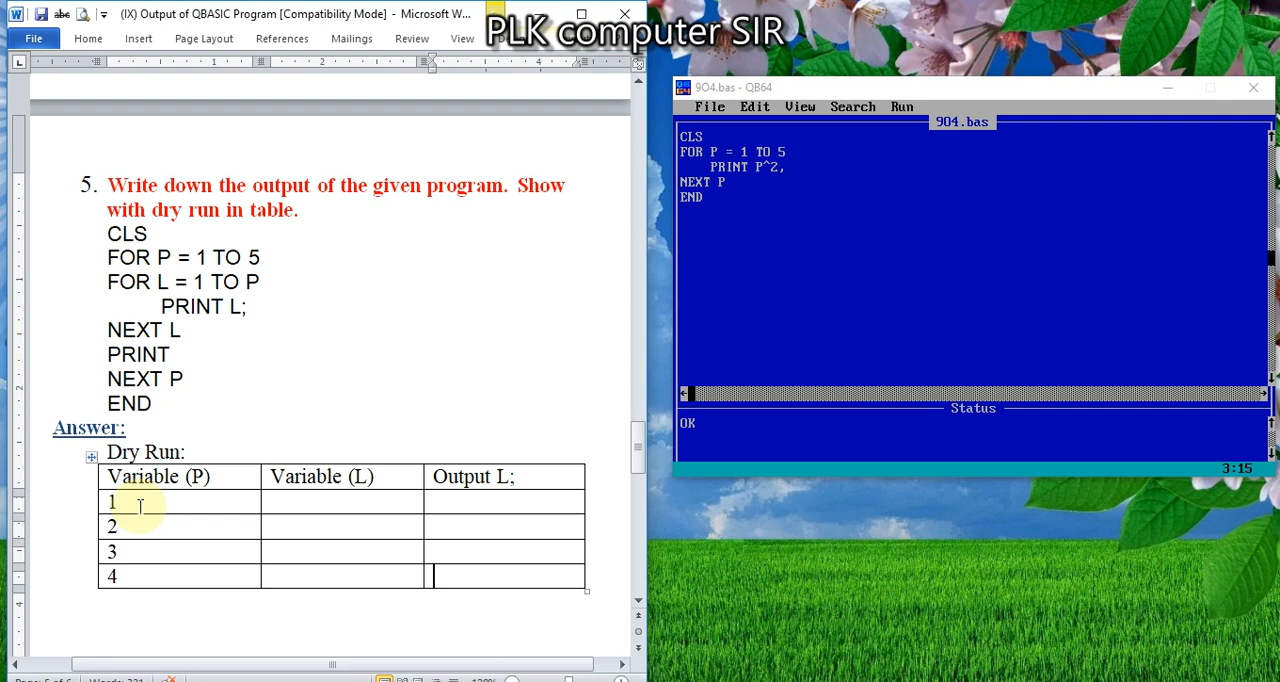 (IX) Output of QBASIC Program [Compatibility Mode] - Microsoft W...
PLK computer SIR
File Home Insert Page Layout References Mailings Review View
5. Write down the output of the given program. Show
with dry run in table.
CLS
FOR P = 1 TO 5
FOR L = 1 TO P
PRINT L;
NEXT L
PRINT
NEXT P
END
Answer:
Dry Run:
Variable (P) Variable (L) Output L;
1
2
3
4
904.bas - QB64
File Edit View Search Run
904.bas
CLS
FOR P = 1 TO 5
PRINT P^2,
NEXT P
END
Status
OK
3:15